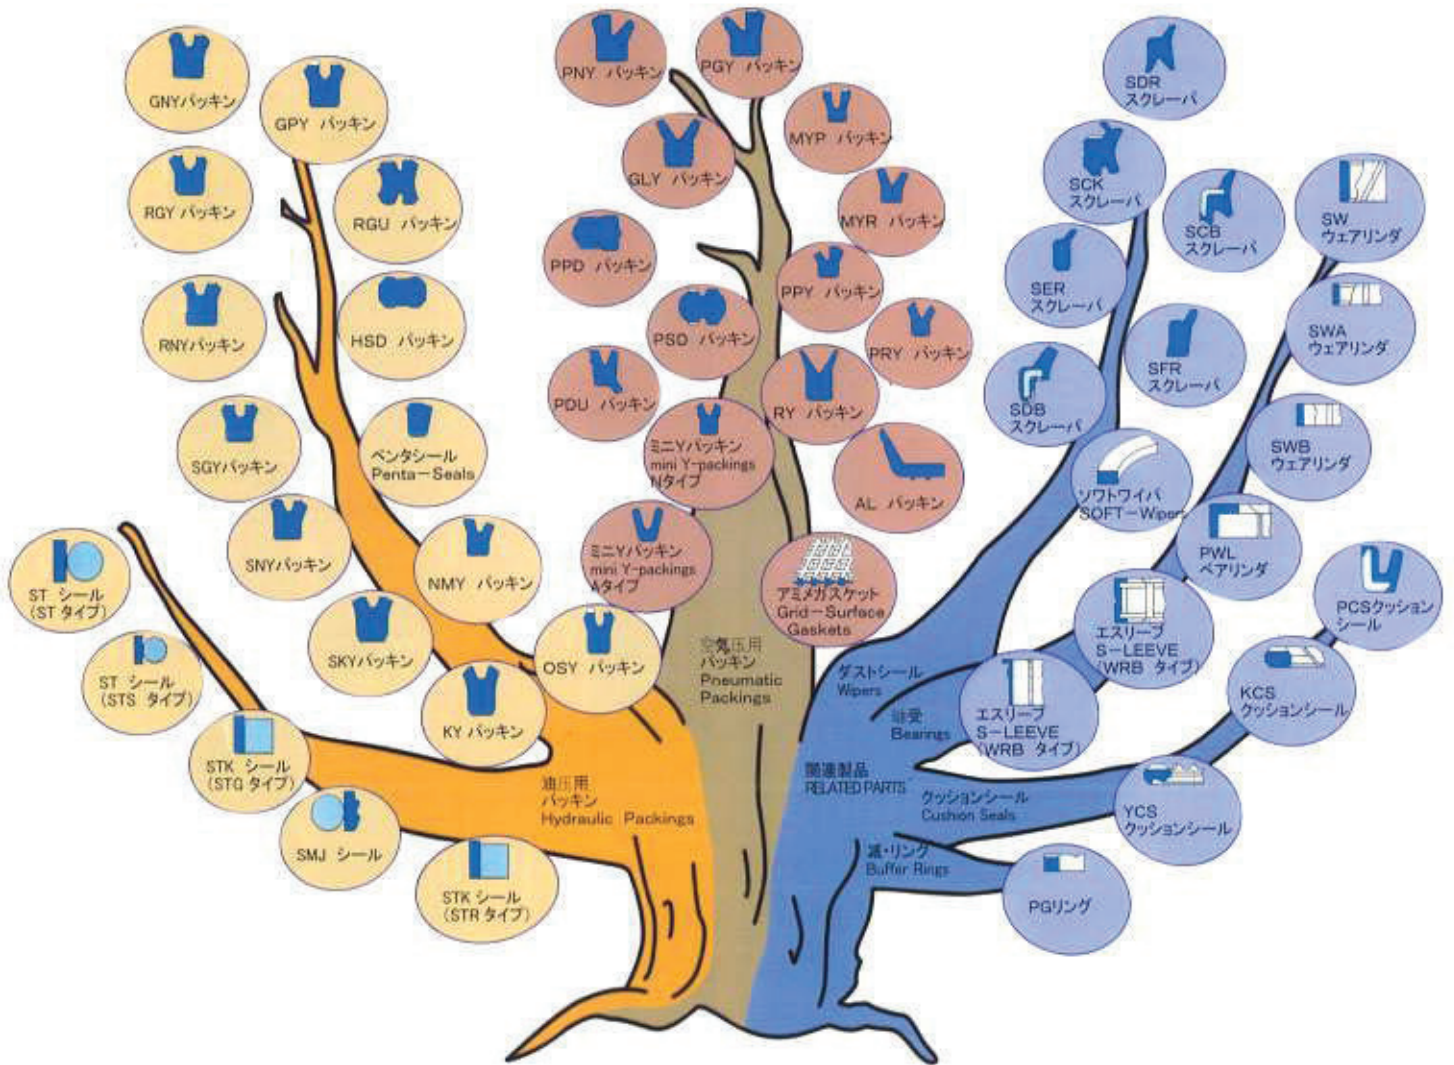 GNYパッキン
GPY パッキン
RGY パッキン
RGU パッキン
RNYパッキン
HSD パッキン
SGYパッキン
ペンタシール
Penta-Seals
SNYパッキン
NMY パッキン
ST シール
(ST タイプ)
SKYパッキン
OSY パッキン
ST シール
(STS タイプ)
KY パッキン
STK シール
(STG タイプ)
SMJ シール
STK シール
(STR タイプ)
油圧用
パッキン
Hydraulic Packings
PNY パッキン
PGY パッキン
MYP パッキン
GLY パッキン
MYR パッキン
PPD パッキン
PPY パッキン
PSD パッキン
PRY パッキン
PDU パッキン
RY パッキン
ミニYパッキン
mini Y-packings
Nタイプ
AL パッキン
ミニYパッキン
mini Y-packings
Aタイプ
アミメガスケット
Grid-Surface
Gaskets
空気圧用
パッキン
Pneumatic
Packings
SDR
スクレーパ
SCK
スクレーパ
SCB
スクレーパ
SW
ウェアリンダ
SER
スクレーパ
SWA
ウェアリンダ
SFR
スクレーパ
SDB
スクレーパ
SWB
ウェアリンダ
ソワトワイパ
SOFT-Wipers
PWL
ベアリンダ
PCSクッション
シール
エスリーブ
S-LEEVE
(WRB タイプ)
KCS
クッションシール
エスリーブ
S-LEEVE
(WRB タイプ)
YCS
クッションシール
PGリング
ダストシール
Wipers
受
Bearings
関連製品
RELATED PARTS
クッションシール
Cushion Seals
減・リング
Buffer Rings